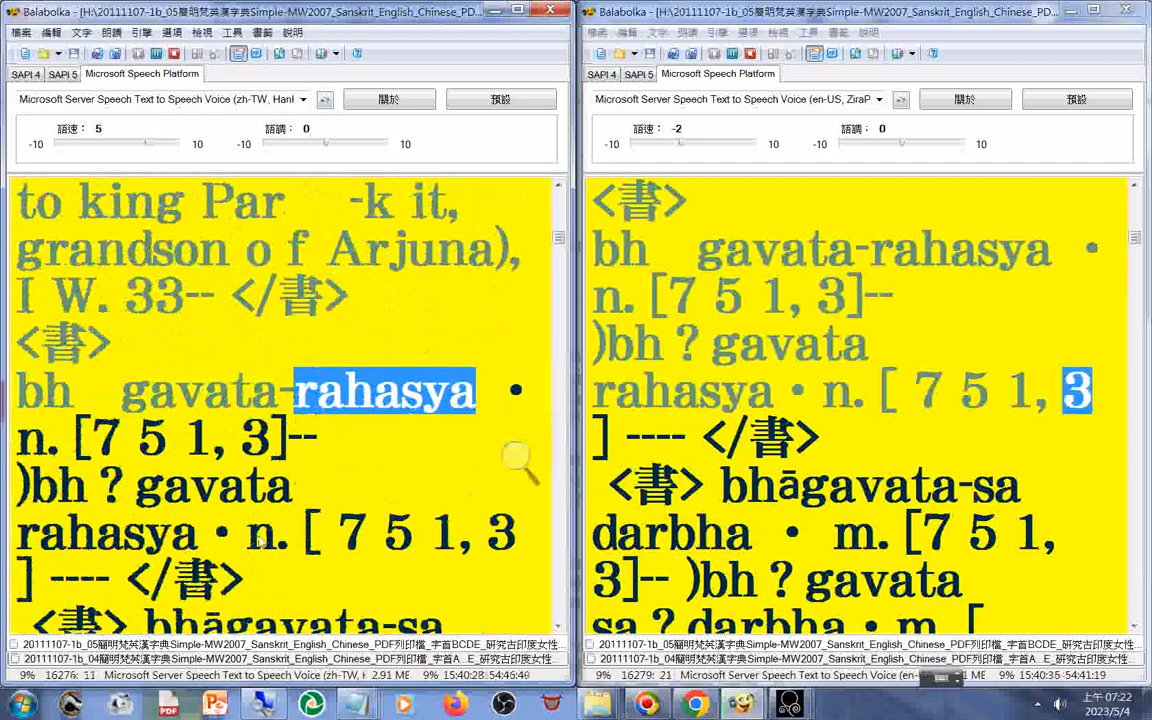 Balabolka - [H:\20111107-1b_05簡明梵英漢字典Simple-MW2007_Sanskrit_English_Chinese_PD...
檔案 編輯 文字 朗讀 引擎 選項 檢視 工具 書籤 說明
SAPI 4 SAPI 5 Microsoft Speech Platform
Microsoft Server Speech Text to Speech Voice (zh-TW, Hanl
關於
預設
語速： 5
語調： 0
-10 10 -10 10
to king Par -k it,
grandson o f Arjuna),
I W. 33-- </書>
<書>
bh gavata-rahasya •
n. [7 5 1, 3]--
)bh ? gavata
rahasya • n. [ 7 5 1, 3
] ---- </書>
<書> bhāgavata-sa
20111107-1b_05簡明梵英漢字典Simple-MW2007_Sanskrit_English_Chinese_PDF列印檔_字首BCDE_研究古印度女性...
20111107-1b_04簡明梵英漢字典Simple-MW2007_Sanskrit_English_Chinese_PDF列印檔_字首A...E_研究古印度女性...
9% 16276: 11 Microsoft Server Speech Text to Speech Voice (zh-TW, 2.91 ME 9% 15:40:28
Balabolka - [H:\20111107-1b_05簡明梵英漢字典Simple-MW2007_Sanskrit_English_Chinese_PD...
檔案 編輯 文字 朗讀 引擎 選項 檢視 工具 書籤 說明
SAPI 4 SAPI 5 Microsoft Speech Platform
Microsoft Server Speech Text to Speech Voice (en-US, ZiraP
關於
預設
語速： -2
語調： 0
-10 10 -10 10
<書>
bh gavata-rahasya •
n. [7 5 1, 3]--
)bh ? gavata
rahasya • n. [ 7 5 1, 3
] ---- </書>
<書> bhāgavata-sa
darbha • m. [7 5 1,
3]-- )bh ? gavata
sa ? darbha • m. [
20111107-1b_05簡明梵英漢字典Simple-MW2007_Sanskrit_English_Chinese_PDF列印檔_字首BCDE_研究古印度女性...
20111107-1b_04簡明梵英漢字典Simple-MW2007_Sanskrit_English_Chinese_PDF列印檔_字首A...E_研究古印度女性...
9% 16279: 21 Microsoft Server Speech Text to Speech Voice (en-US, 9% 15:40:35 54:41:19
PDF
上午 07:22
2023/5/4